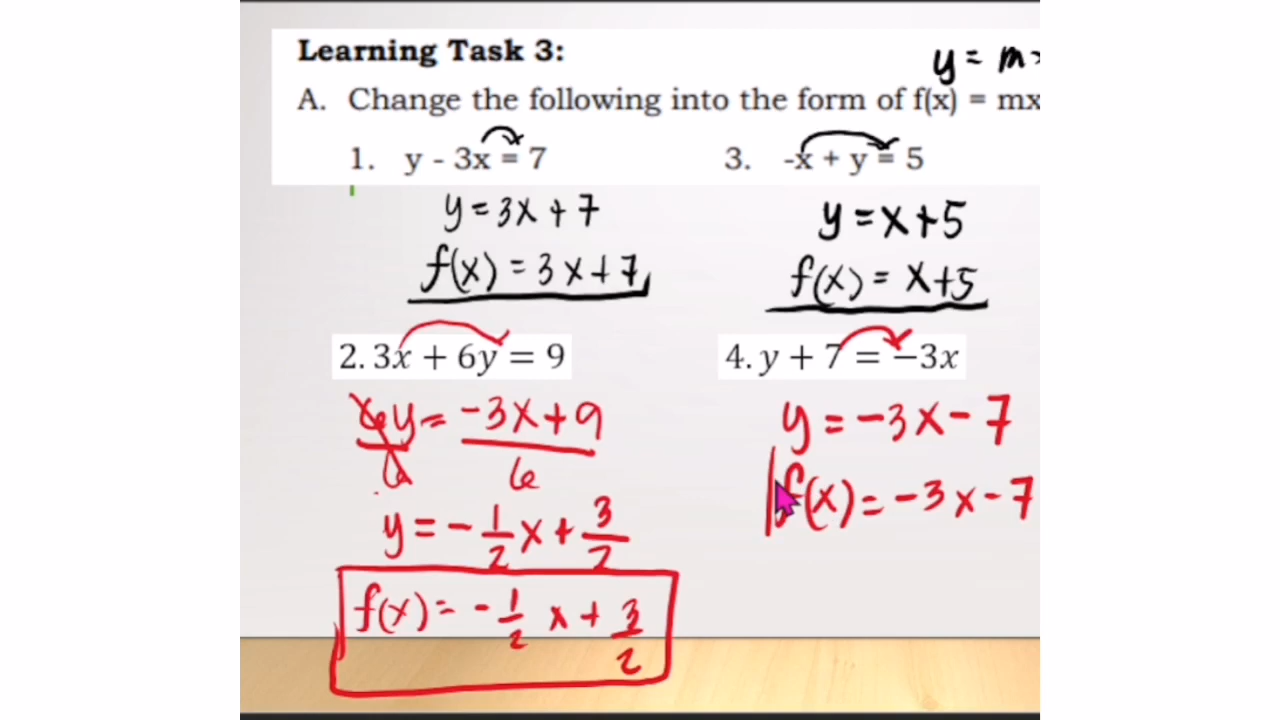 Learning Task 3:
y = m
A. Change the following into the form of f(x) = mx
1. y - 3x = 7
y = 3x + 7
f(x) = 3x + 7
3. -x + y = 5
y = x + 5
f(x) = x + 5
2. 3x + 6y = 9
6y/6 = -3x + 9/6
y = -1/2 x + 3/2
f(x) = -1/2 x + 3/2
4. y + 7 = −3x
y = -3x - 7
f(x) = -3x - 7